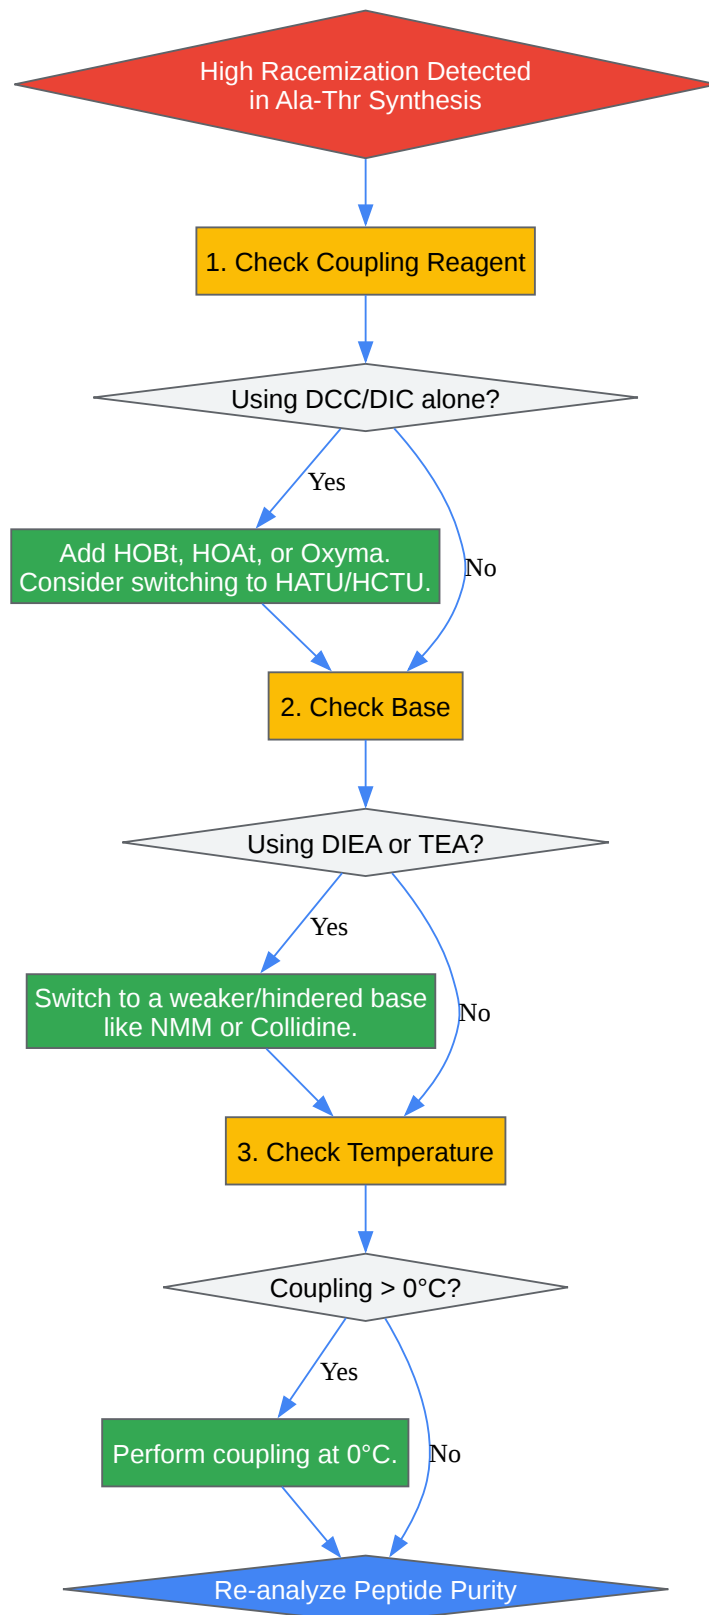 High Racemization Detected
in Ala-Thr Synthesis
1. Check Coupling Reagent
Using DCC/DIC alone?
Yes
Add HOBt, HOAt, or Oxyma.
Consider switching to HATU/HCTU.
No
2. Check Base
Using DIEA or TEA?
Yes
Switch to a weaker/hindered base
like NMM or Collidine.
No
3. Check Temperature
Coupling > 0°C?
Yes
Perform coupling at 0°C.
No
Re-analyze Peptide Purity